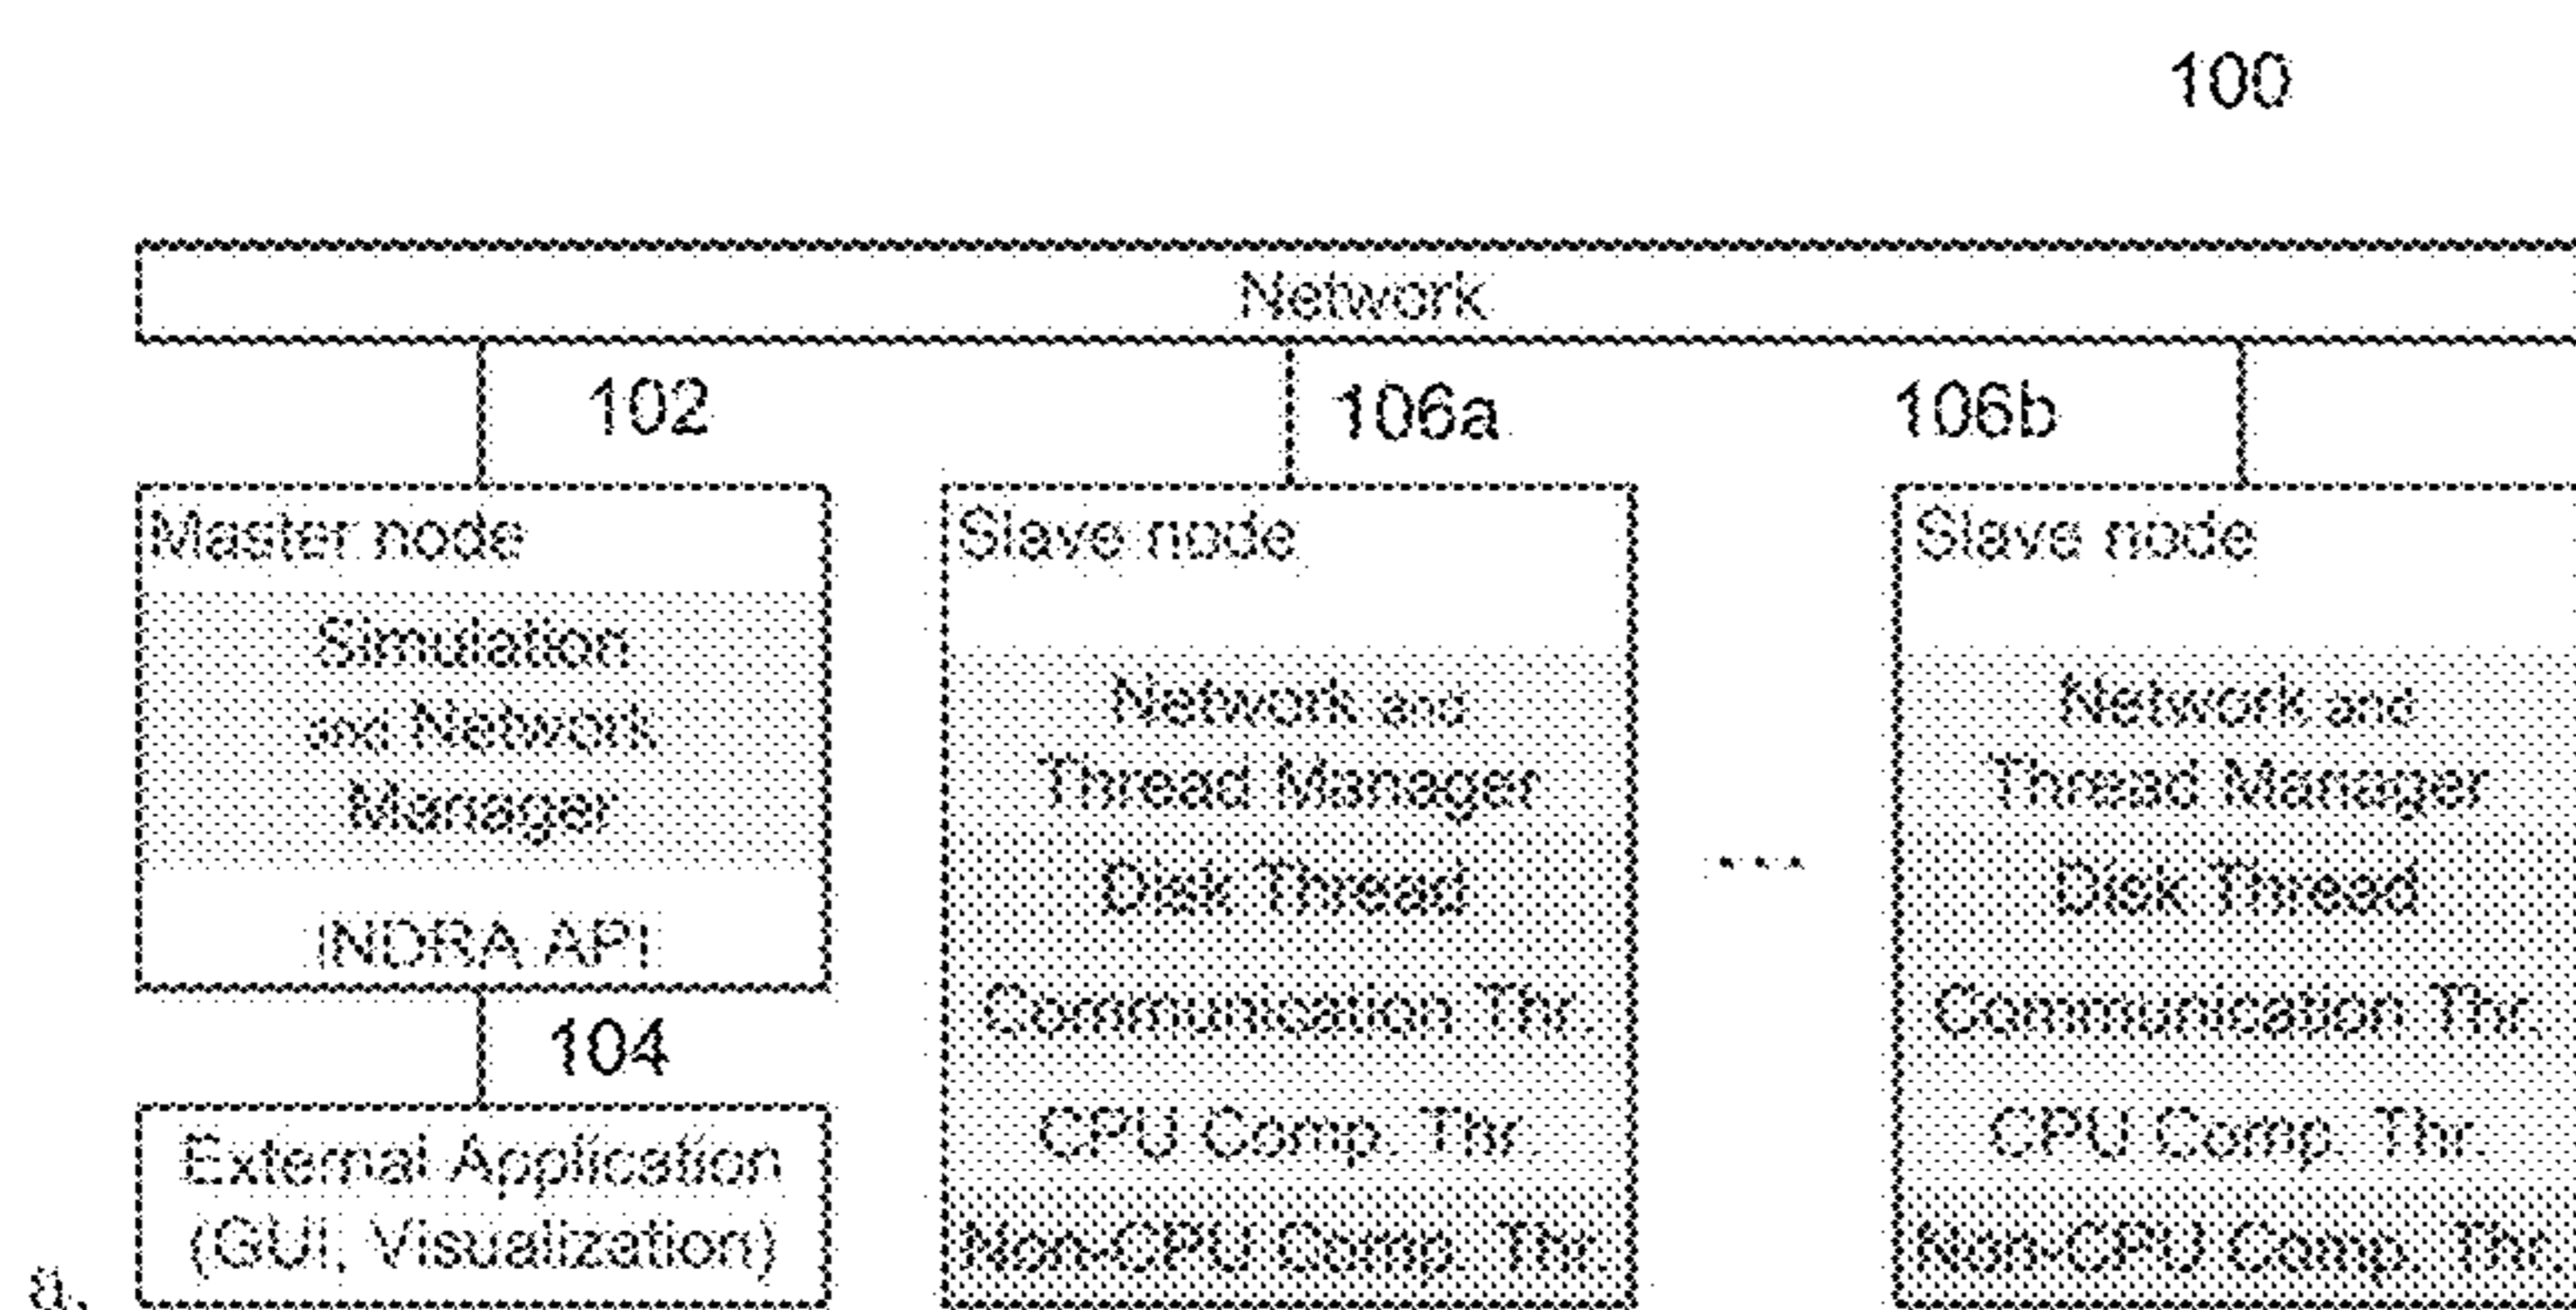 100
Network
102
106a
106b
Master node
Simulation
and Network
Manager
INDRA API
104
External Application
(GUI, Visualization)
Slave node
Network and
Thread Manager
Disk Thread
Communication Thr.
CPU Comp. Thr.
Non-CPU Comp. Thr.
...
Slave node
Network and
Thread Manager
Disk Thread
Communication Thr.
CPU Comp. Thr.
Non-CPU Comp. Thr.
a.